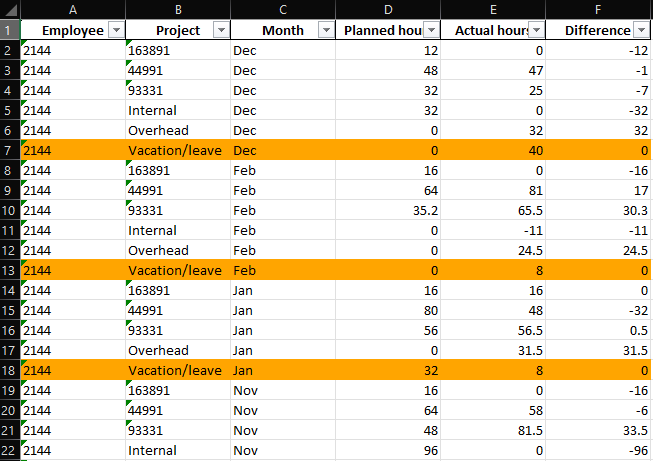 A B C D E F
1 Employee Project Month Planned hou Actual hours Difference
2 2144 163891 Dec 12 0 -12
3 2144 44991 Dec 48 47 -1
4 2144 93331 Dec 32 25 -7
5 2144 Internal Dec 32 0 -32
6 2144 Overhead Dec 0 32 32
7 2144 Vacation/leave Dec 0 40 0
8 2144 163891 Feb 16 0 -16
9 2144 44991 Feb 64 81 17
10 2144 93331 Feb 35.2 65.5 30.3
11 2144 Internal Feb 0 -11 -11
12 2144 Overhead Feb 0 24.5 24.5
13 2144 Vacation/leave Feb 0 8 0
14 2144 163891 Jan 16 16 0
15 2144 44991 Jan 80 48 -32
16 2144 93331 Jan 56 56.5 0.5
17 2144 Overhead Jan 0 31.5 31.5
18 2144 Vacation/leave Jan 32 8 0
19 2144 163891 Nov 16 0 -16
20 2144 44991 Nov 64 58 -6
21 2144 93331 Nov 48 81.5 33.5
22 2144 Internal Nov 96 0 -96